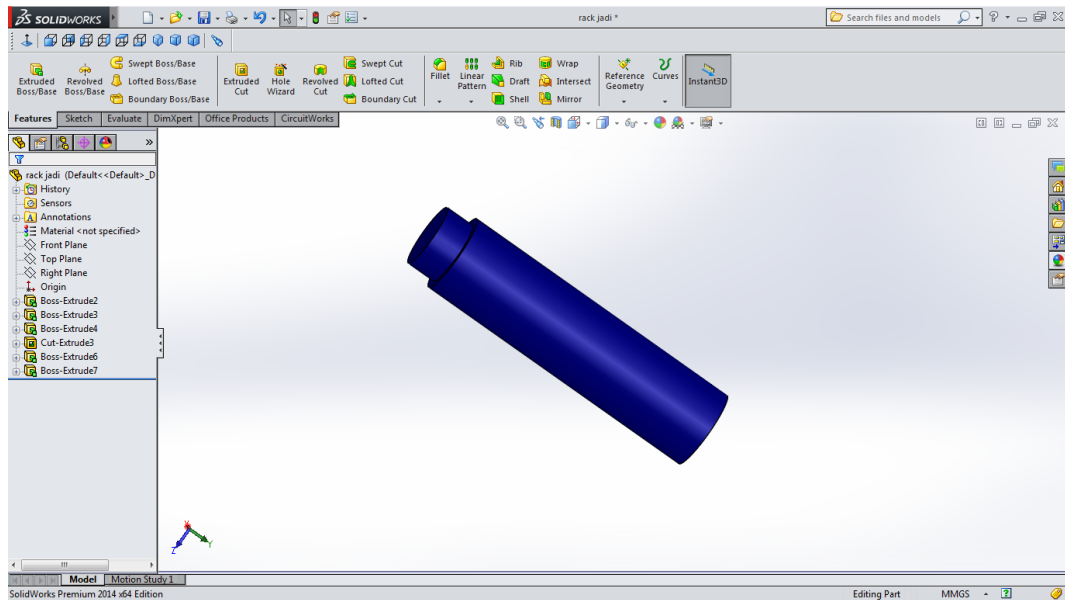 SOLIDWORKS
rack jadi *
Search files and models
Extruded Boss/Base
Revolved Boss/Base
Swept Boss/Base
Lofted Boss/Base
Boundary Boss/Base
Extruded Cut
Hole Wizard
Revolved Cut
Swept Cut
Lofted Cut
Boundary Cut
Fillet
Linear Pattern
Rib
Draft
Shell
Wrap
Intersect
Mirror
Reference Geometry
Curves
Instant3D
Features Sketch Evaluate DimXpert Office Products CircuitWorks
rack jadi (Default<<Default>_D
History
Sensors
Annotations
Material <not specified>
Front Plane
Top Plane
Right Plane
Origin
Boss-Extrude2
Boss-Extrude3
Boss-Extrude4
Cut-Extrude3
Boss-Extrude6
Boss-Extrude7
X
Y
Z
Model Motion Study 1
SolidWorks Premium 2014 x64 Edition
Editing Part
MMGS